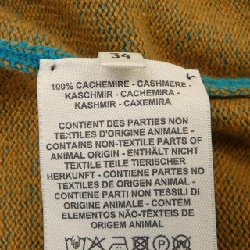 34
100% CACHEMIRE - CASHMERE -
KASCHMIR - CACHEMIRA -
KASHMIR - CAXEMIRA
CONTIENT DES PARTIES NON
TEXTILES D'ORIGINE ANIMALE -
CONTAINS NON-TEXTILE PARTS OF
ANIMAL ORIGIN - ENTHÄLT NICHT
TEXTILE TEILE TIERISCHER
HERKUNFT - CONTIENE PARTES
NO TEXTILES DE ORIGEN ANIMAL -
CONTIENE PARTI NON TESSILI DI
ORIGINE ANIMALE - CONTÉM
ELEMENTOS NÃO-TÊXTEIS DE
ORIGEM ANIMAL